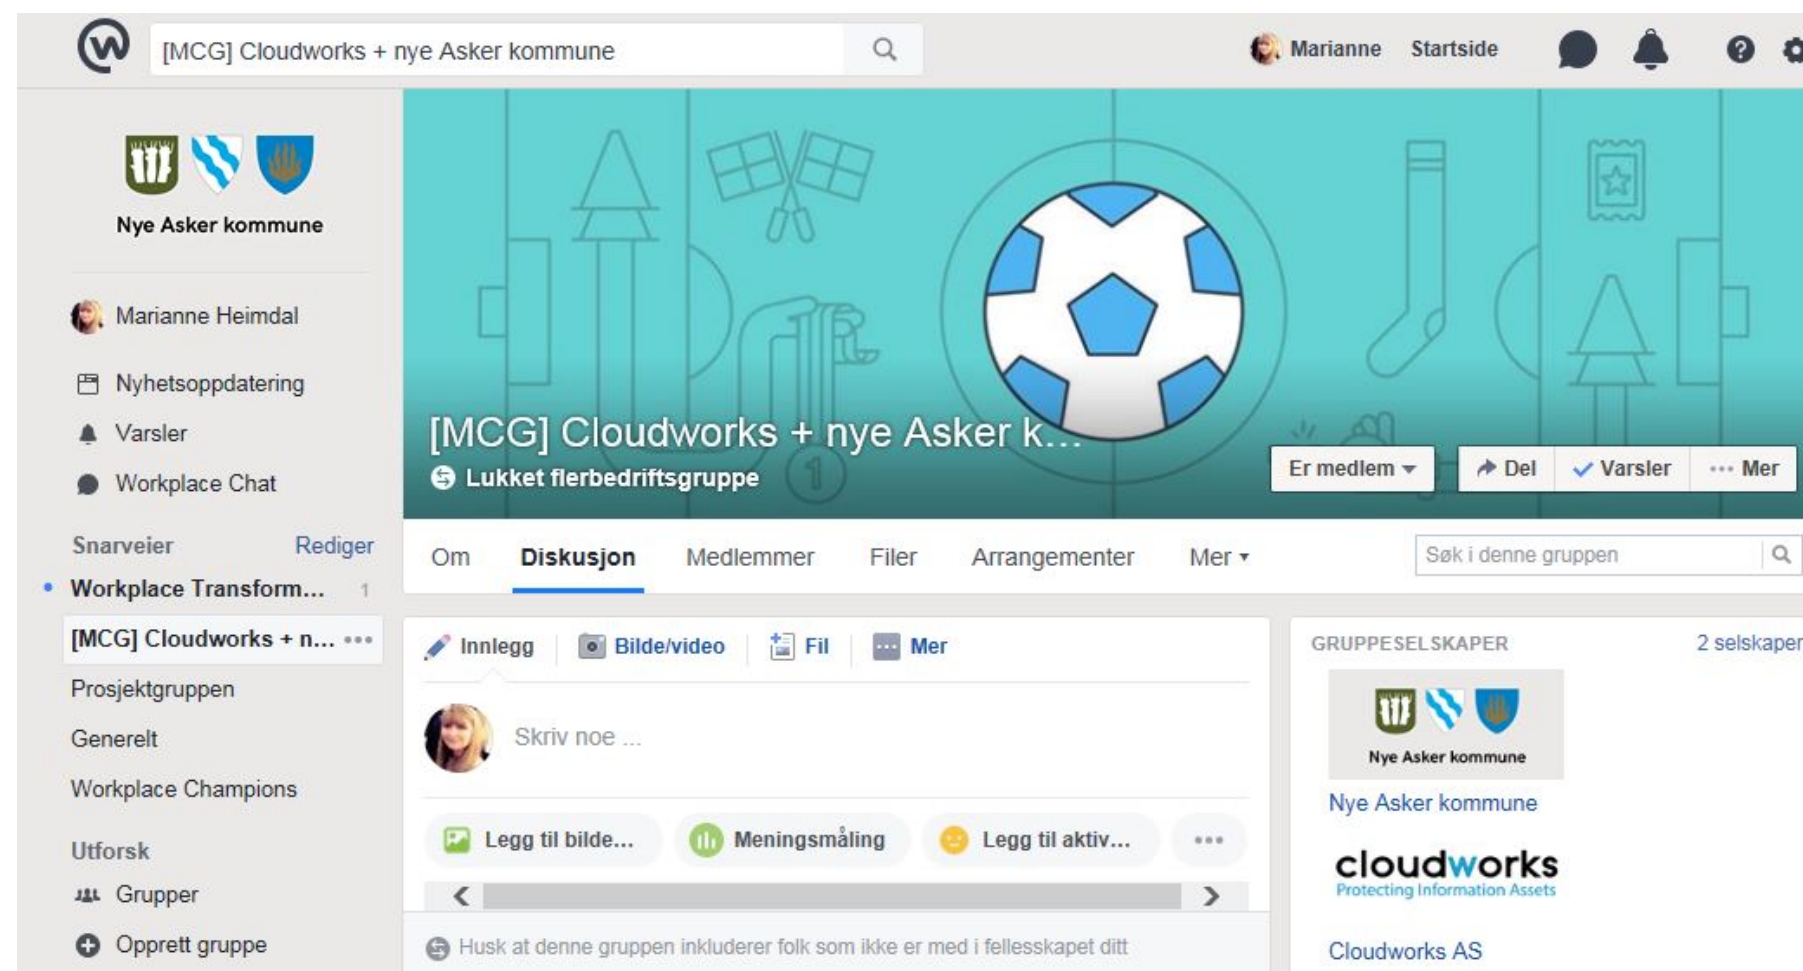 [MCG] Cloudworks + nye Asker kommune
Marianne Startside
Nye Asker kommune
Marianne Heimdal
Nyhetsoppdatering
Varsler
Workplace Chat
Snarveier Rediger
Workplace Transform... 1
[MCG] Cloudworks + n... •••
Prosjektgruppen
Generelt
Workplace Champions
Utforsk
Grupper
Opprett gruppe
[MCG] Cloudworks + nye Asker k...
Lukket flerbedriftsgruppe
1
Er medlem Del Varsler Mer
Om Diskusjon Medlemmer Filer Arrangementer Mer
Søk i denne gruppen
Innlegg Bilde/video Fil Mer
Skriv noe ...
Legg til bilde... Meningsmåling Legg til aktiv...
Husk at denne gruppen inkluderer folk som ikke er med i fellesskapet ditt
GRUPPESELSKAPER 2 selskaper
Nye Asker kommune
Nye Asker kommune
cloudworks
Protecting Information Assets
Cloudworks AS